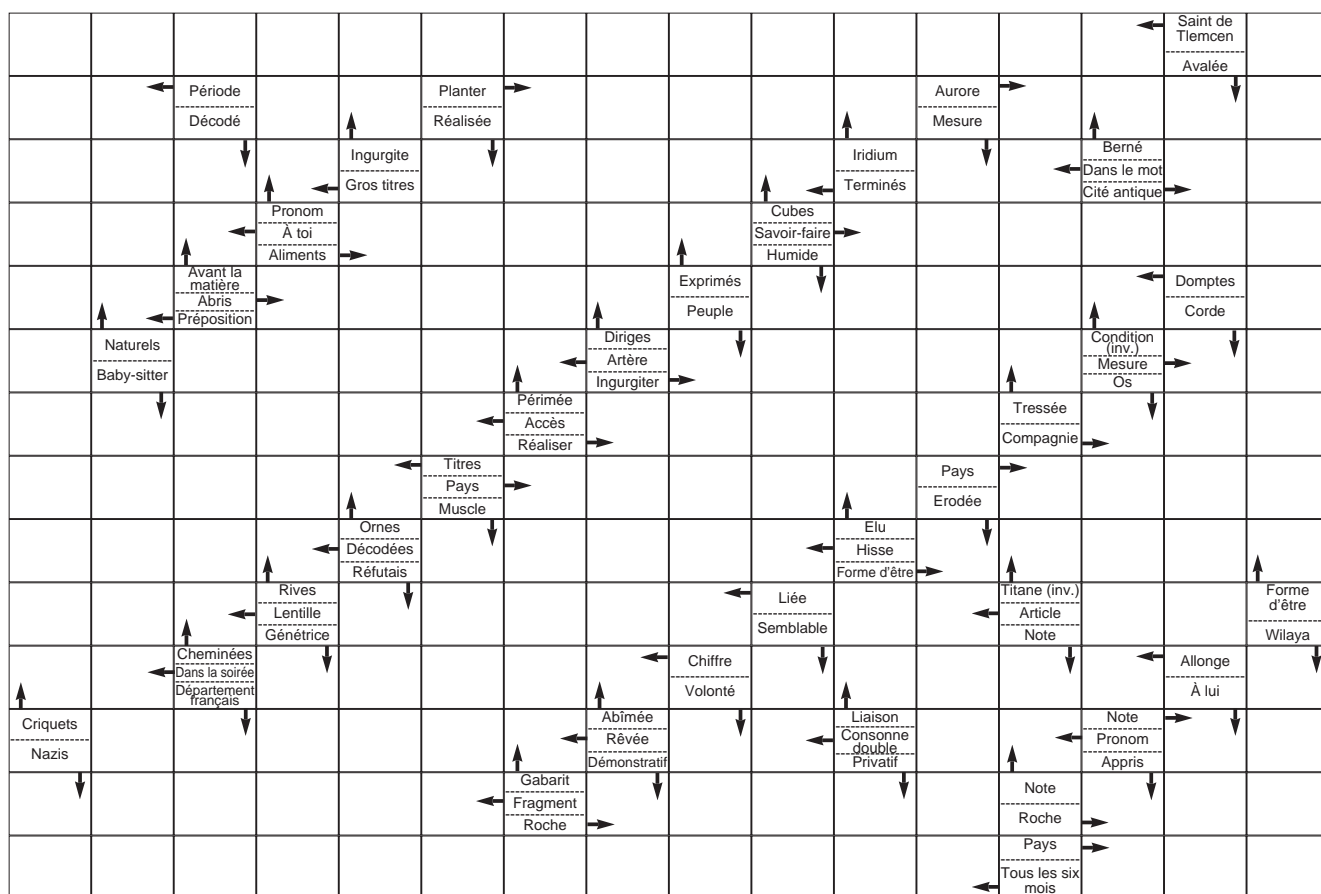 Saint de
Tlemcen
Avalée
Période
Décodé
Planter
Réalisée
Aurore
Mesure
Ingurgite
Gros titres
Iridium
Terminés
Berné
Dans le mot
Cité antique
Pronom
À toi
Aliments
Cubes
Savoir-faire
Humide
Avant la
matière
Abris
Préposition
Exprimés
Peuple
Domptes
Corde
Naturels
Baby-sitter
Diriges
Artère
Ingurgiter
Condition
(inv.)
Mesure
Os
Périmée
Accès
Réaliser
Tressée
Compagnie
Titres
Pays
Muscle
Pays
Erodée
Ornes
Décodées
Réfutais
Elu
Hisse
Forme d'être
Rives
Lentille
Génétrice
Liée
Semblable
Titane (inv.)
Article
Note
Forme
d'être
Wilaya
Cheminées
Dans la soirée
Département
français
Chiffre
Volonté
Allonge
À lui
Criquets
Nazis
Abîmée
Rêvée
Démonstratif
Liaison
Consonne
double
Privatif
Note
Pronom
Appris
Gabarit
Fragment
Roche
Note
Roche
Pays
Tous les six
mois